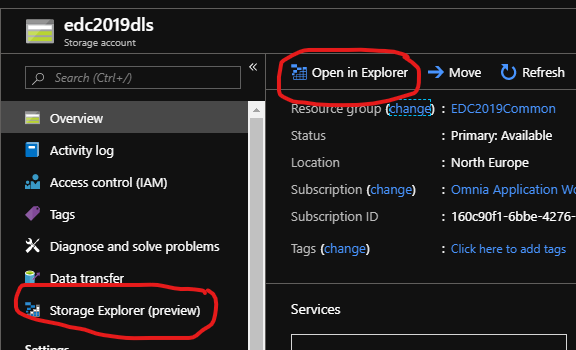 edc2019dls
Storage account
Search (Ctrl+/)
«
Overview
Activity log
Access control (IAM)
Tags
Diagnose and solve problems
Data transfer
Storage Explorer (preview)
Settings
Open in Explorer
Move
Refresh
Resource group (change) : EDC2019Common
Status : Primary: Available
Location : North Europe
Subscription (change) : Omnia Application Wo
Subscription ID : 160c90f1-6bbe-4276-
Tags (change) : Click here to add tags
Services